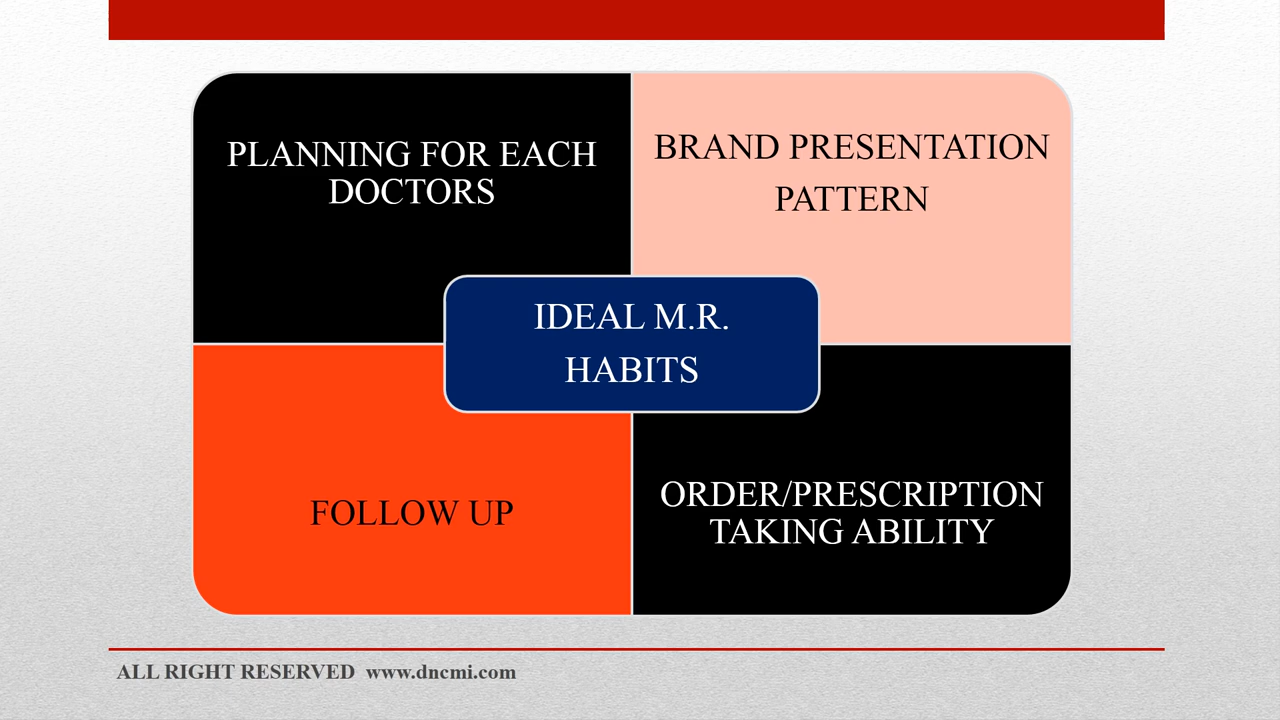 PLANNING FOR EACH
DOCTORS
BRAND PRESENTATION
PATTERN
IDEAL M.R.
HABITS
FOLLOW UP
ORDER/PRESCRIPTION
TAKING ABILITY
ALL RIGHT RESERVED www.dncmi.com